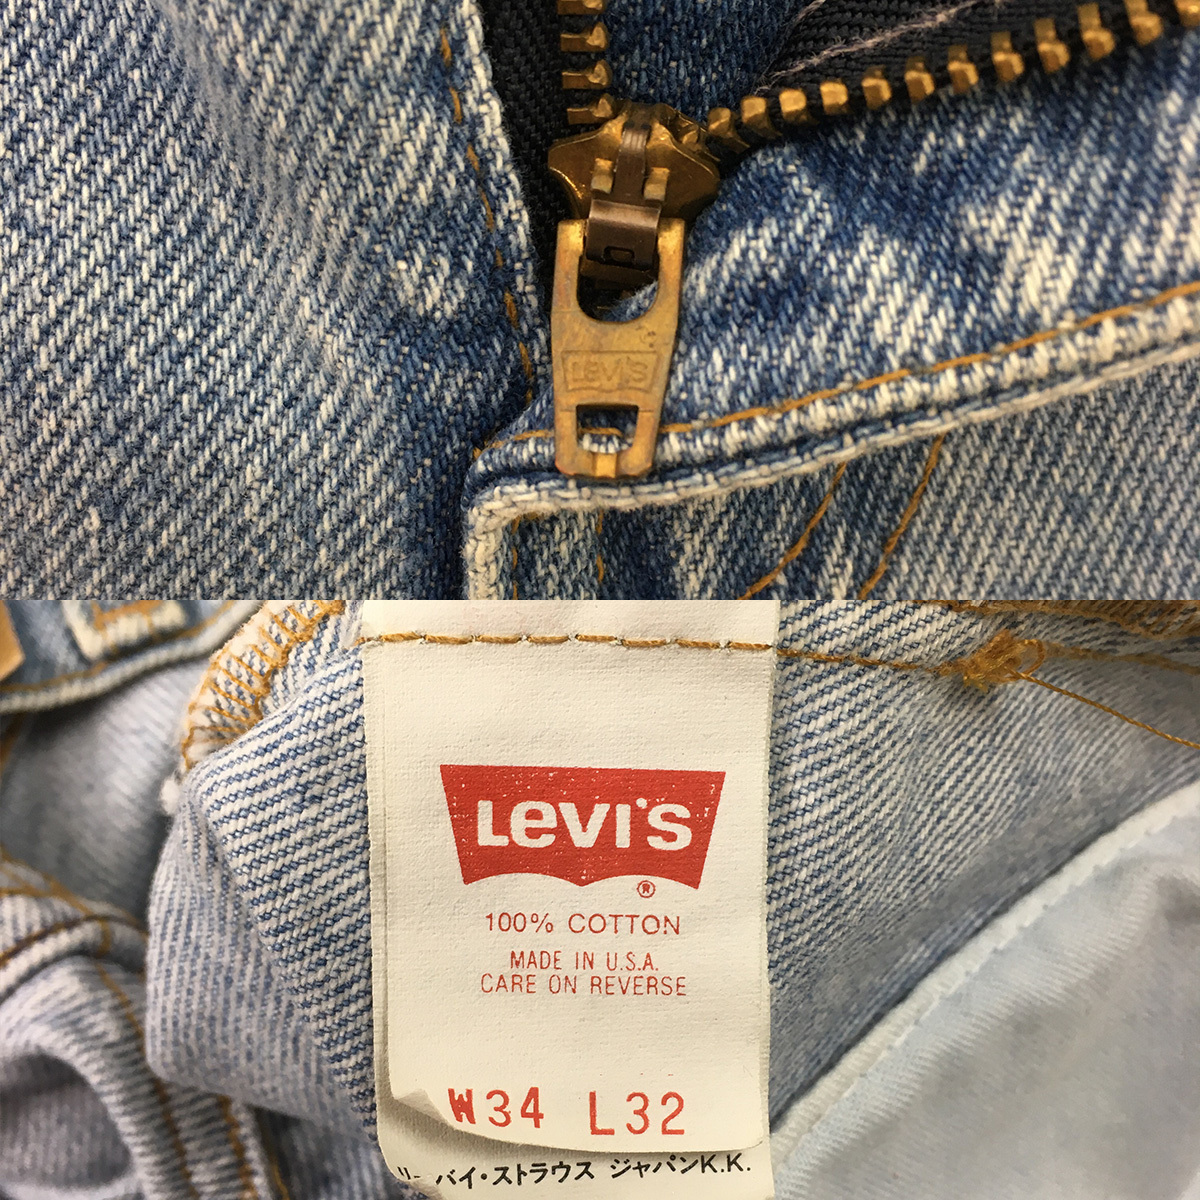 LEVI'S
LEVI'S
®
100% COTTON
MADE IN U.S.A.
CARE ON REVERSE
W34 L32
バイ・ストラウス ジャパンK.K.